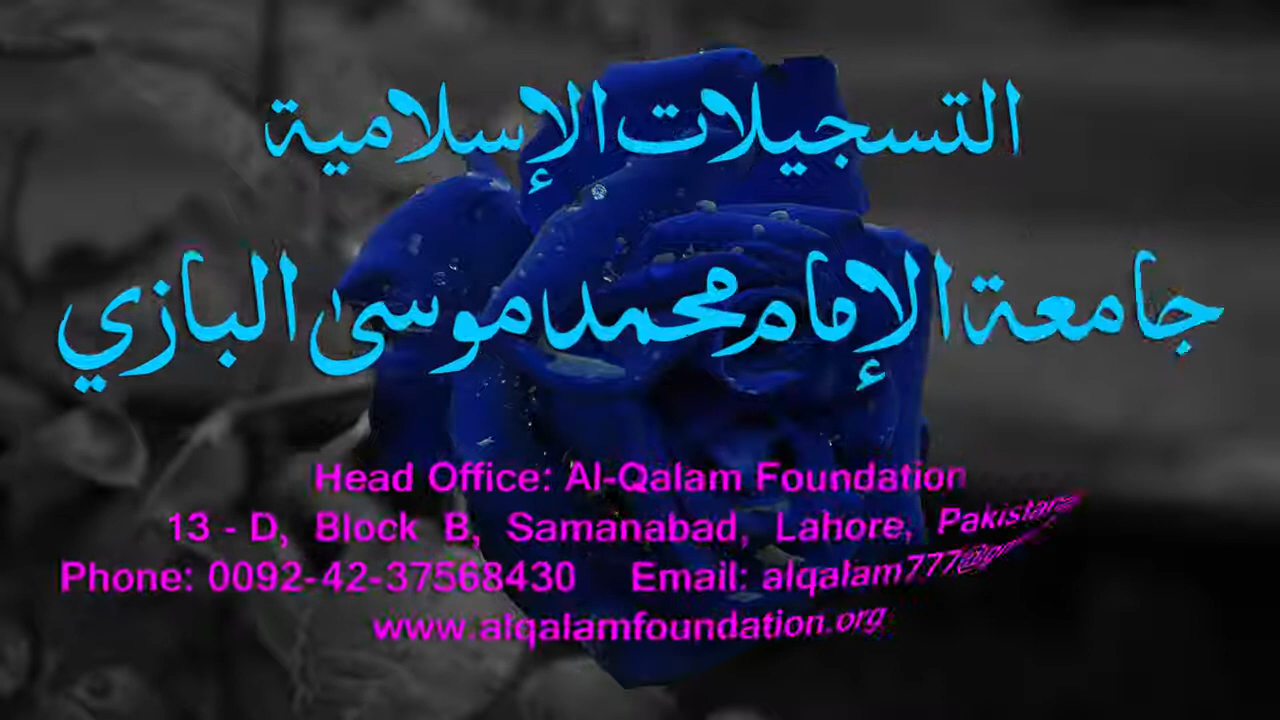 التسجيلات الإسلامية
جامعة الإمام محمد موسى البازي
Head Office: Al-Qalam Foundation
13 - D, Block B, Samanabad, Lahore, Pakistan
Phone: 0092-42-37568430 Email:
www.alqalamfoundation.org